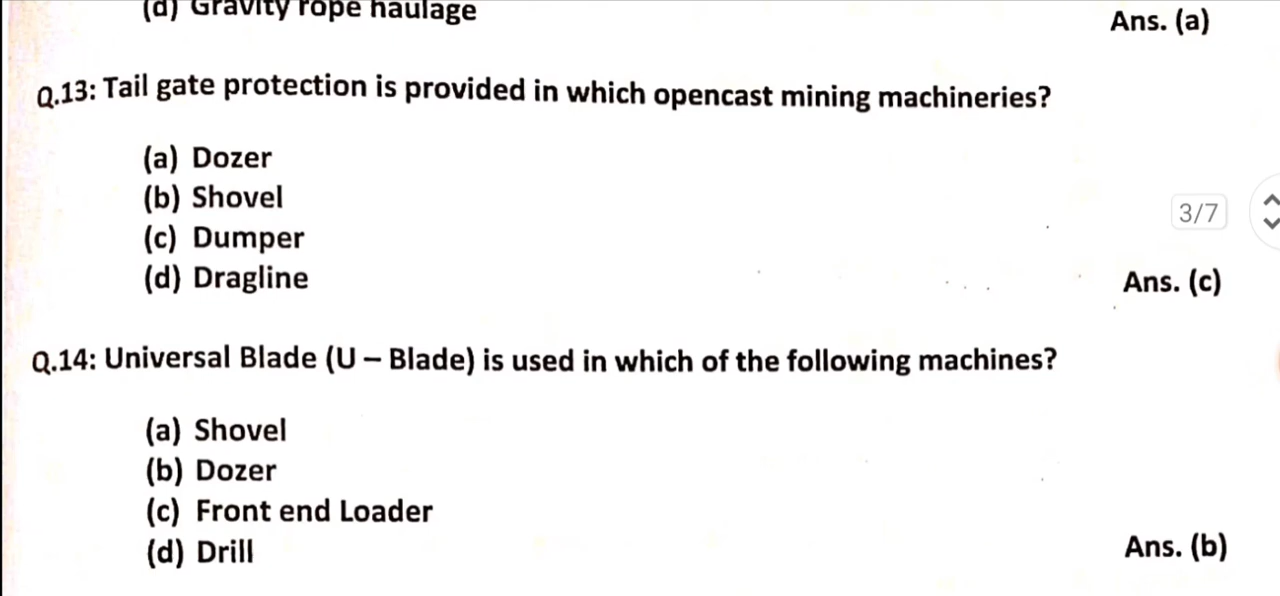 (d) Gravity rope haulage
Ans. (a)
Q.13: Tail gate protection is provided in which opencast mining machineries?
(a) Dozer
(b) Shovel
(c) Dumper
(d) Dragline
3/7
Ans. (c)
Q.14: Universal Blade (U – Blade) is used in which of the following machines?
(a) Shovel
(b) Dozer
(c) Front end Loader
(d) Drill
Ans. (b)